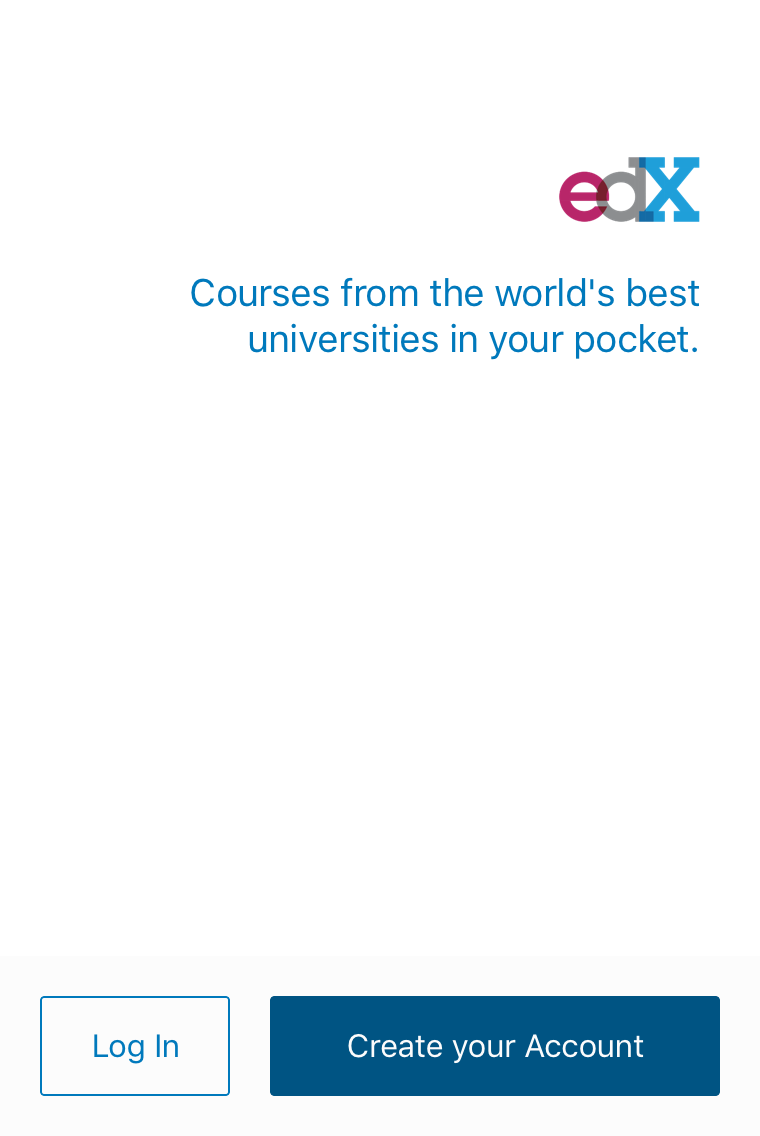 edX
Courses from the world's best
universities in your pocket.
Log In
Create your Account